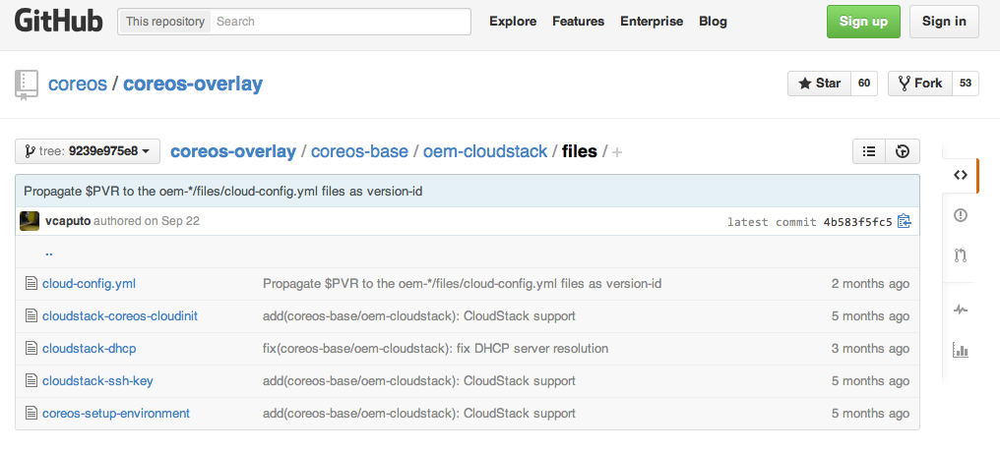 GitHub This repository Search Explore Features Enterprise Blog Sign up Sign in
coreos / coreos-overlay Star 60 Fork 53
tree: 9239e975e8 coreos-overlay / coreos-base / oem-cloudstack / files / +
Propagate $PVR to the oem-*/files/cloud-config.yml files as version-id
vcaputo authored on Sep 22 latest commit 4b583f5fc5
..
cloud-config.yml Propagate $PVR to the oem-*/files/cloud-config.yml files as version-id 2 months ago
cloudstack-coreos-cloudinit add(coreos-base/oem-cloudstack): CloudStack support 5 months ago
cloudstack-dhcp fix(coreos-base/oem-cloudstack): fix DHCP server resolution 3 months ago
cloudstack-ssh-key add(coreos-base/oem-cloudstack): CloudStack support 5 months ago
coreos-setup-environment add(coreos-base/oem-cloudstack): CloudStack support 5 months ago